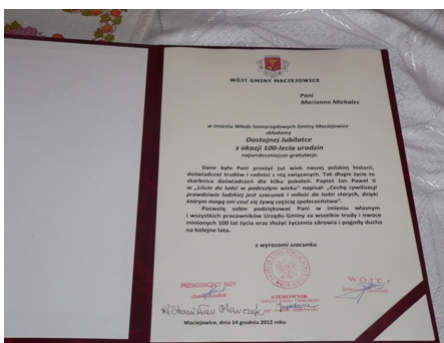 WÓJT GMINY MACIEJOWICE
Pani
Marianna Michalec
w imieniu Władz Samorządowych Gminy Maciejowice
składamy
Dostojnej Jubilatce
z okazji 100-lecia urodzin
najserdeczniejsze gratulacje.
Dane było Pani przeżyć już wiek naszej polskiej historii,
doświadczać trudów i radości z nią związanych. Tak długie życie to
skarbnica doświadczeń dla kilku pokoleń. Papież Jan Paweł II
w „Liście do ludzi w podeszłym wieku” napisał: "Cechą cywilizacji
prawdziwie ludzkiej jest szacunek i miłość do ludzi starych, dzięki
którym mogą oni czuć się żywą częścią społeczeństwa".
Pozwolę sobie podziękować Pani w imieniu własnym
i wszystkich pracowników Urzędu Gminy za wszelkie trudy i owoce
minionych 100 lat życia oraz złożyć życzenia zdrowia i pogody ducha
na kolejne lata.
z wyrazami szacunku
PRZEWODNICZĄCY RADY
KIEROWNIK
WÓJT
Stanisław
Maciejowice, dnia 14 grudnia 2012 roku